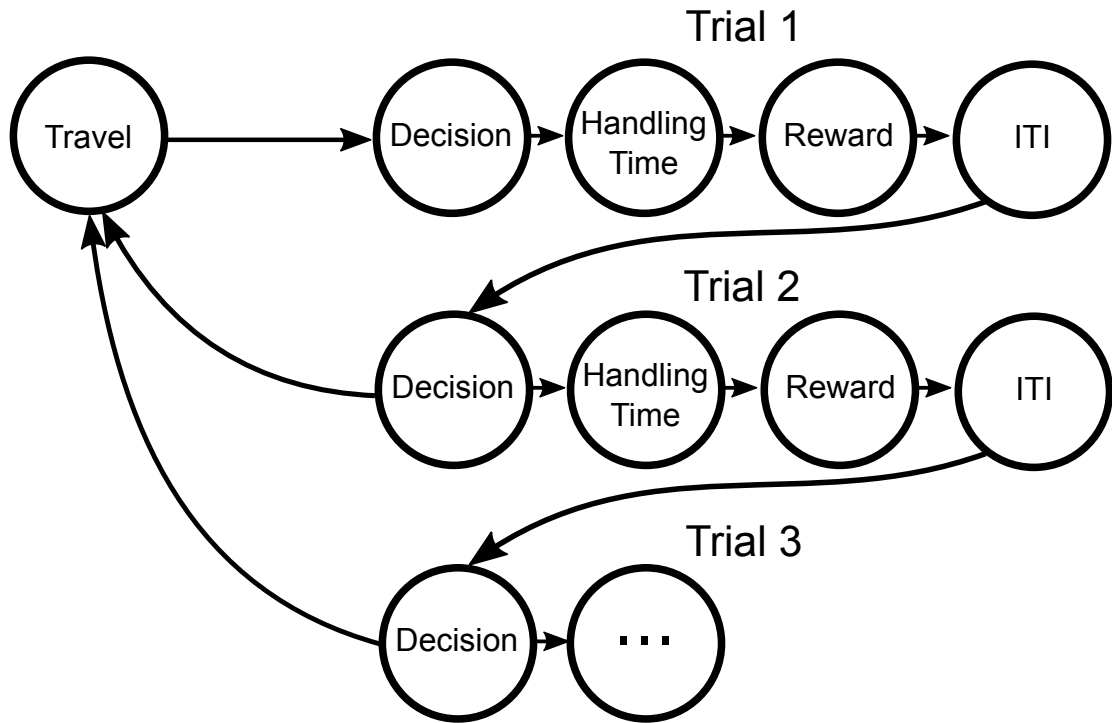 Trial 1
Travel
Decision
Handling
Time
Reward
ITI
Trial 2
Decision
Handling
Time
Reward
ITI
Trial 3
Decision
...